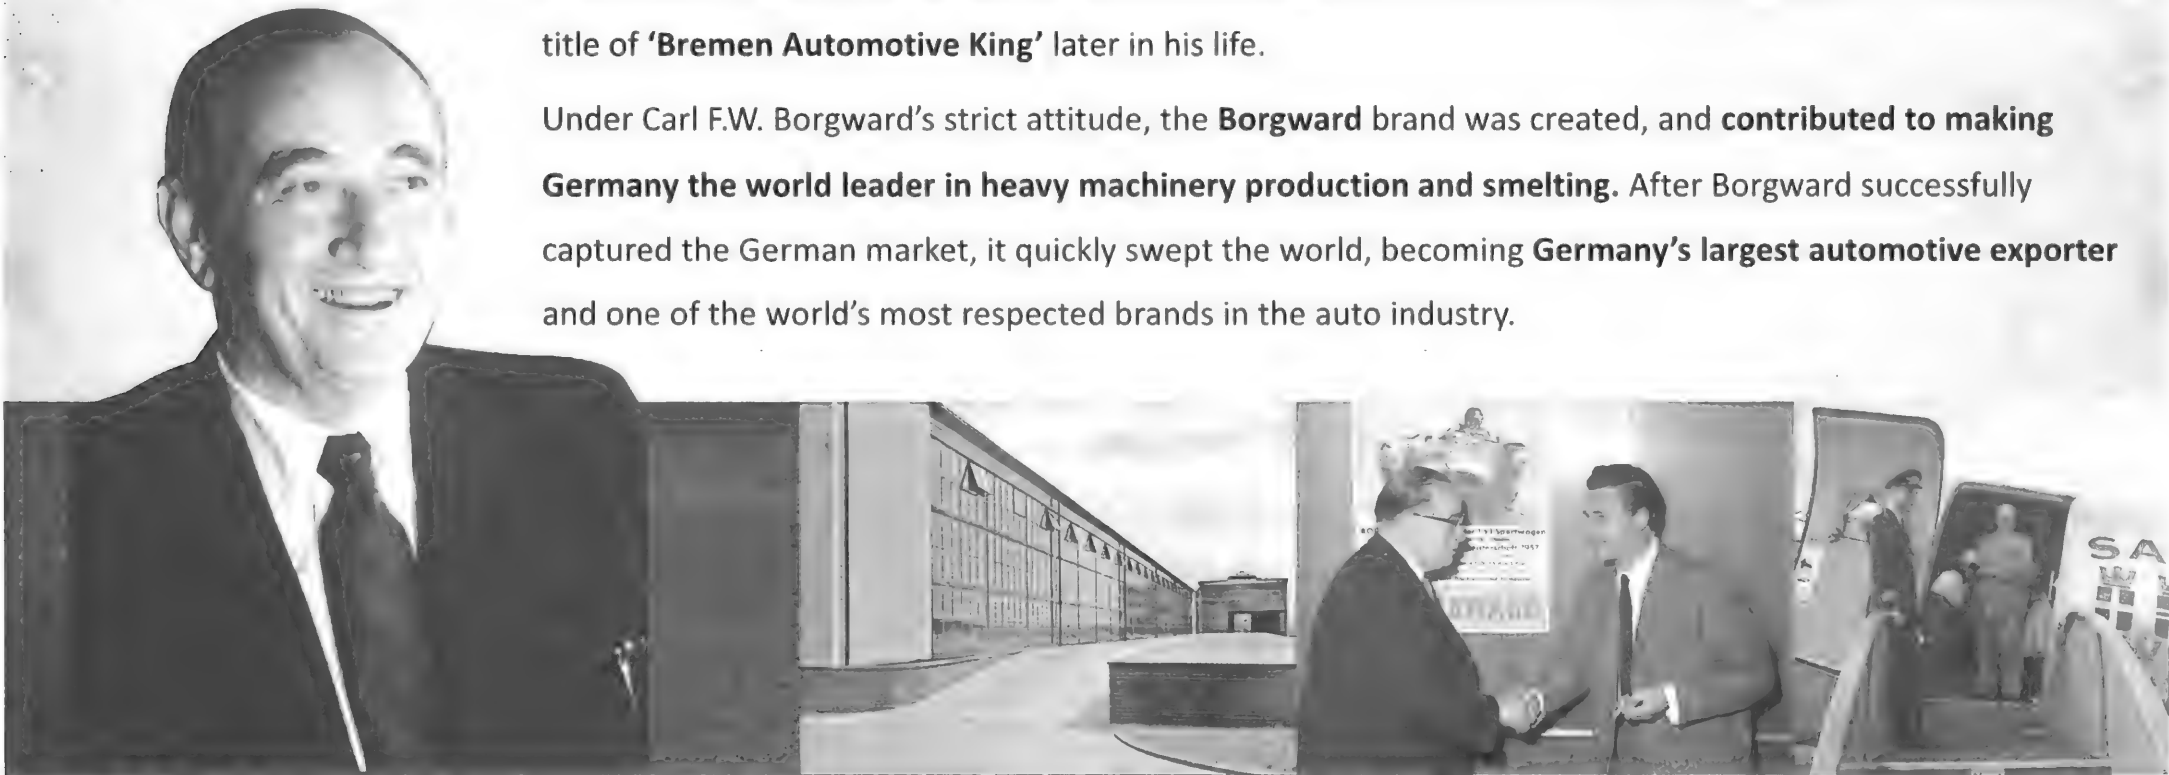 title of ‘Bremen Automotive King’ later in his life.
Under Carl F.W. Borgward’s strict attitude, the Borgward brand was created, and contributed to making
Germany the world leader in heavy machinery production and smelting. After Borgward successfully
captured the German market, it quickly swept the world, becoming Germany’s largest automotive exporter
and one of the world’s most respected brands in the auto industry.
SA